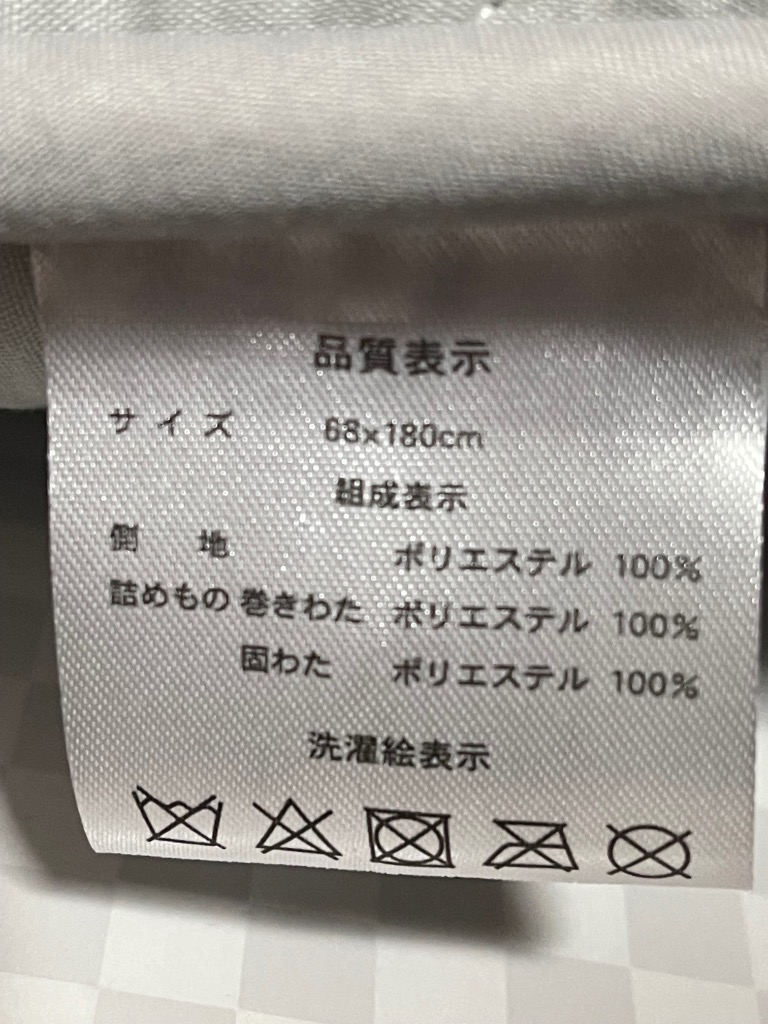 品質表示
サイズ 68×180cm
組成表示
側地 ポリエステル 100%
詰めもの 巻きわた ポリエステル 100%
固わた ポリエステル 100%
洗濯絵表示